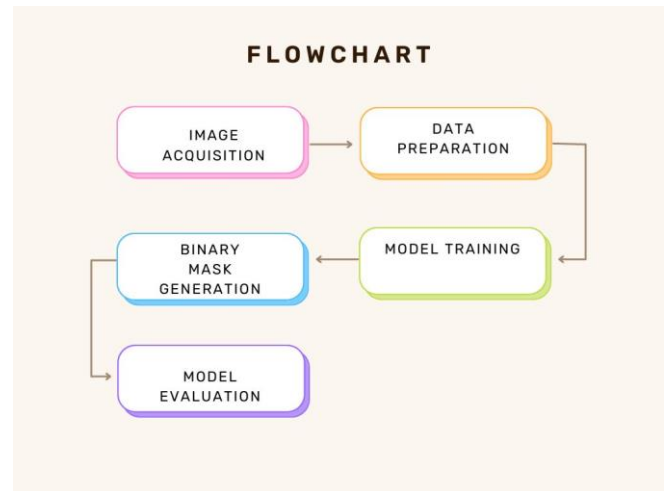 FLOWCHART
IMAGE
ACQUISITION
DATA
PREPARATION
MODEL TRAINING
BINARY
MASK
GENERATION
MODEL
EVALUATION